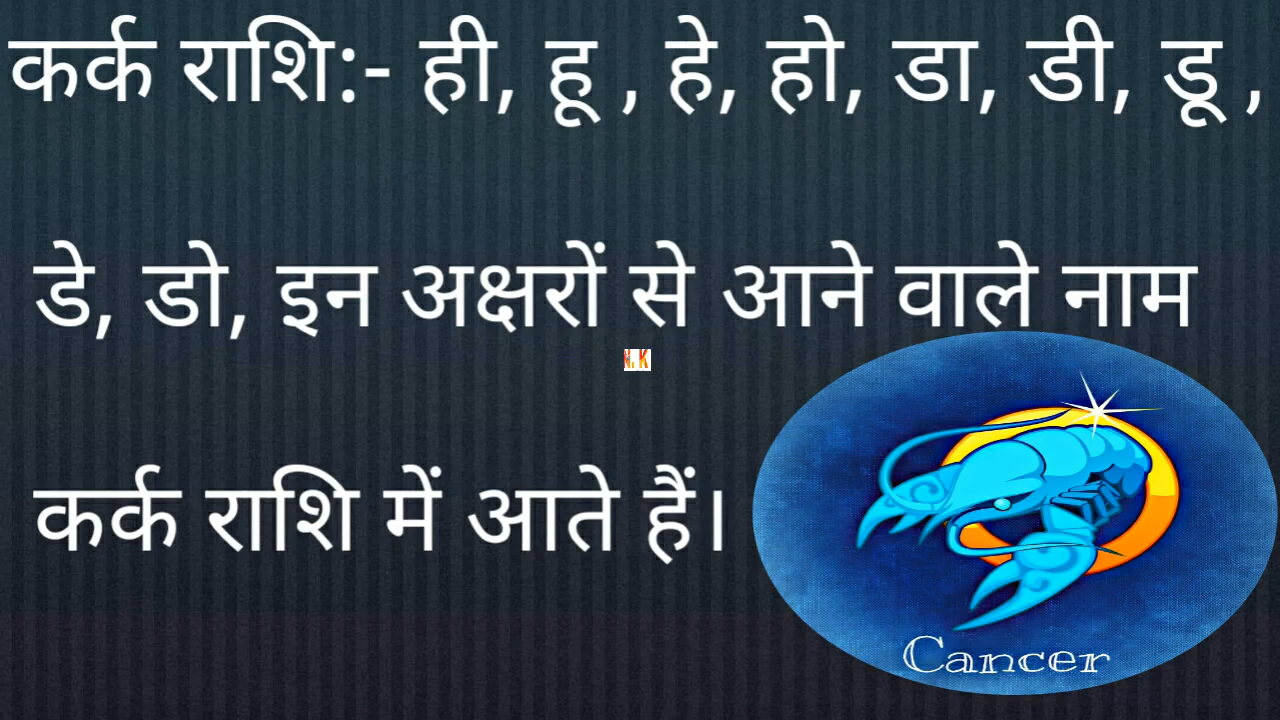 कर्क राशि:- ही, हू , हे, हो, डा, डी, डू ,
डे, डो, इन अक्षरों से आने वाले नाम
N. K
कर्क राशि में आते हैं।
Cancer